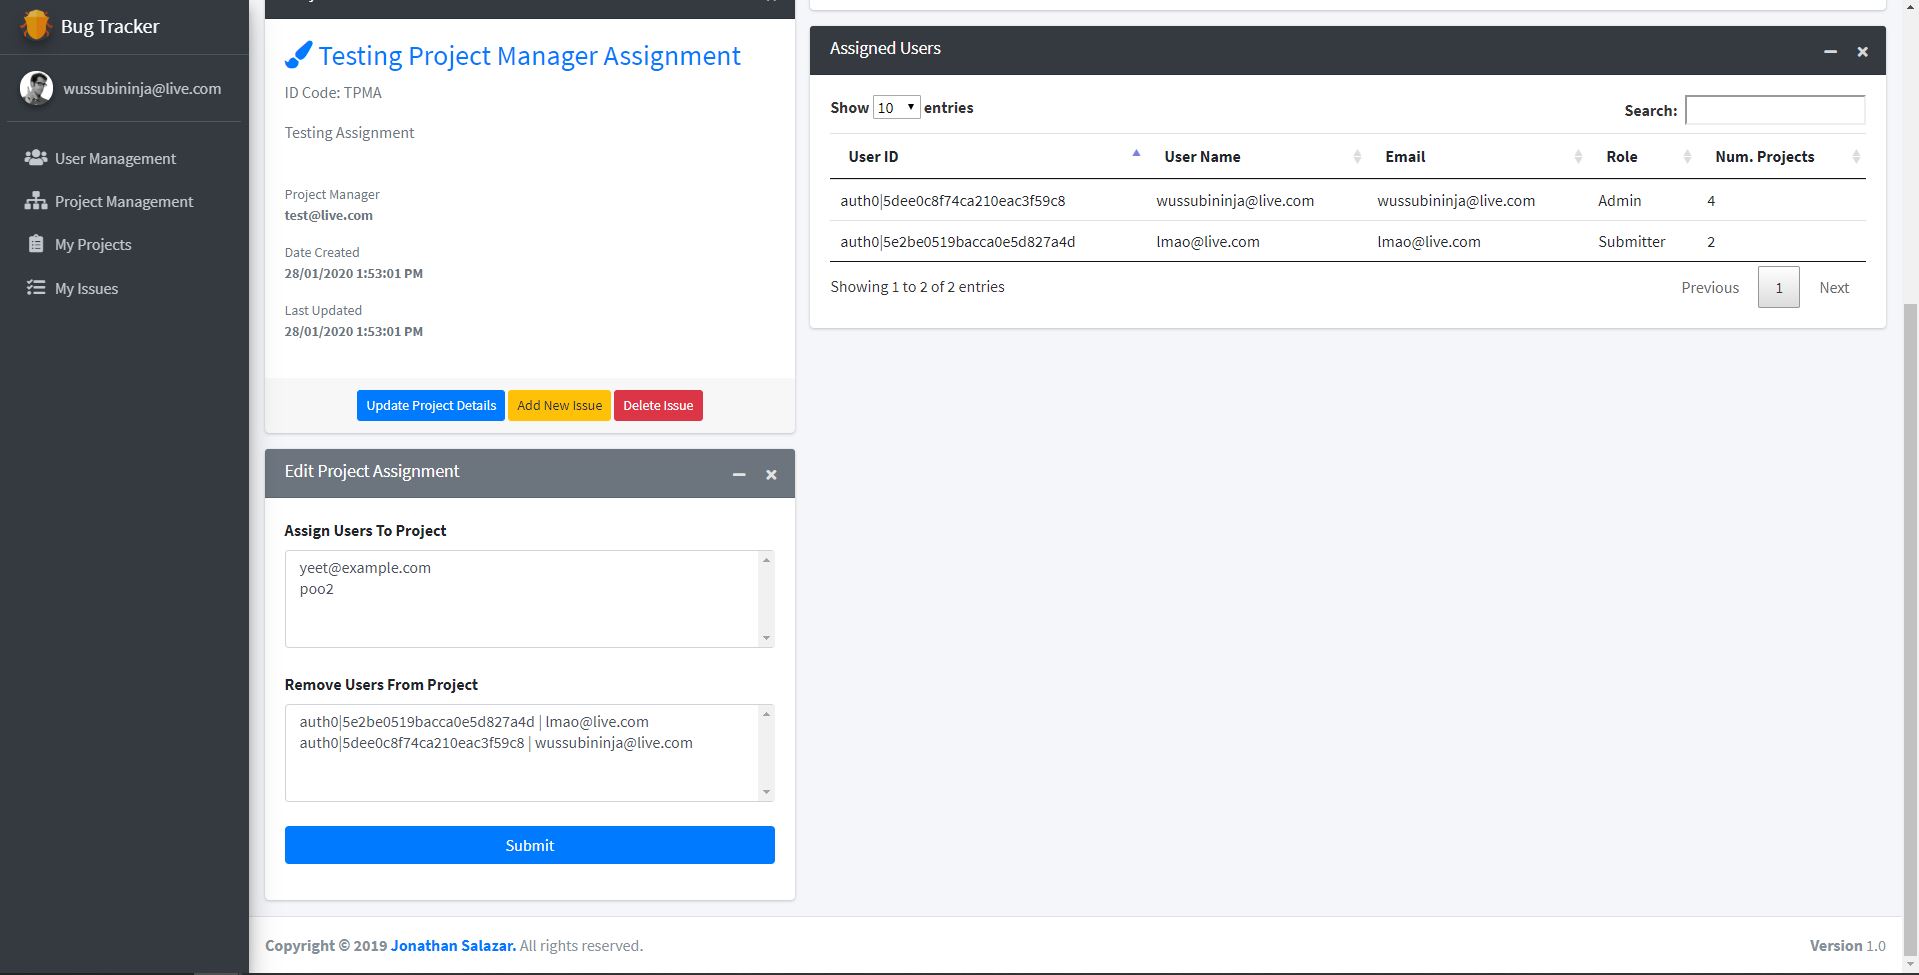 Bug Tracker
wussubininja@live.com
User Management
Project Management
My Projects
My Issues
Testing Project Manager Assignment
ID Code: TPMA
Testing Assignment
Project Manager
test@live.com
Date Created
28/01/2020 1:53:01 PM
Last Updated
28/01/2020 1:53:01 PM
Update Project Details Add New Issue Delete Issue
Edit Project Assignment
Assign Users To Project
yeet@example.com
poo2
Remove Users From Project
auth0|5e2be0519bacca0e5d827a4d | lmao@live.com
auth0|5dee0c8f74ca210eac3f59c8 | wussubininja@live.com
Submit
Assigned Users
Show 10 entries Search:
User ID User Name Email Role Num. Projects
auth0|5dee0c8f74ca210eac3f59c8 wussubininja@live.com wussubininja@live.com Admin 4
auth0|5e2be0519bacca0e5d827a4d lmao@live.com lmao@live.com Submitter 2
Showing 1 to 2 of 2 entries Previous 1 Next
Copyright © 2019 Jonathan Salazar. All rights reserved. Version 1.0